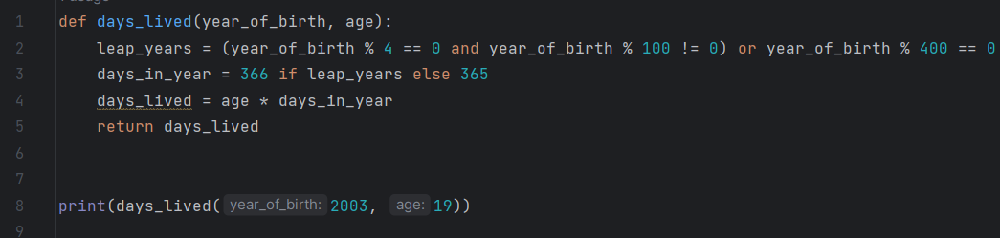 1 def days_lived(year_of_birth, age):
2     leap_years = (year_of_birth % 4 == 0 and year_of_birth % 100 != 0) or year_of_birth % 400 == 0
3     days_in_year = 366 if leap_years else 365
4     days_lived = age * days_in_year
5     return days_lived
6
7
8 print(days_lived( year_of_birth: 2003, age: 19))
9